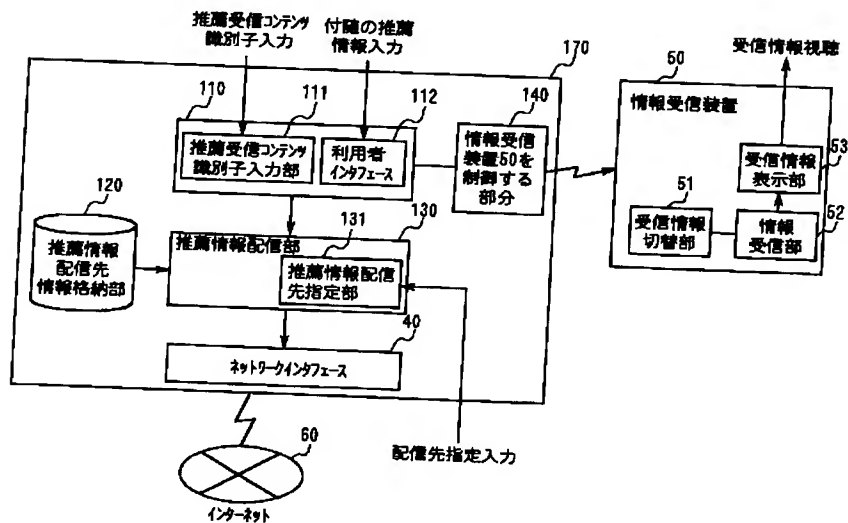 推薦受信コンテンツ
識別子入力
付随の推薦
情報入力
170
110
111
112
推薦受信コンテンツ
識別子入力部
利用者
インタフェース
140
情報受信
装置50を
制御する
部分
120
推薦情報
配信先
情報格納部
130
推薦情報配信部
131
推薦情報配信
先指定部
40
ネットワークインタフェース
60
インターネット
配信先指定入力
受信情報視聴
50
情報受信装置
53
受信情報
表示部
51
受信情報
切替部
52
情報
受信部